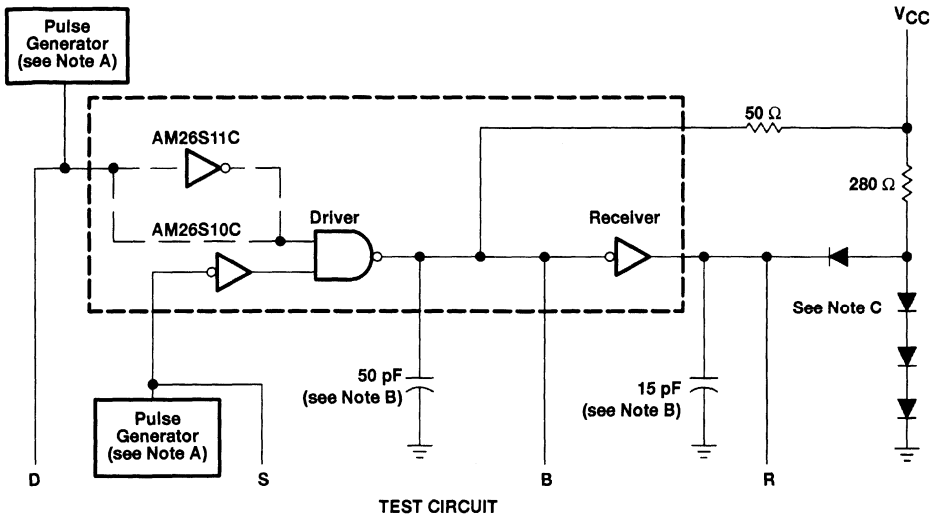 Pulse
Generator
(see Note A)
VCC
AM26S11C
50 Ω
280 Ω
AM26S10C
Driver
Receiver
See Note C
50 pF
(see Note B)
15 pF
(see Note B)
Pulse
Generator
(see Note A)
D
S
B
R
TEST CIRCUIT